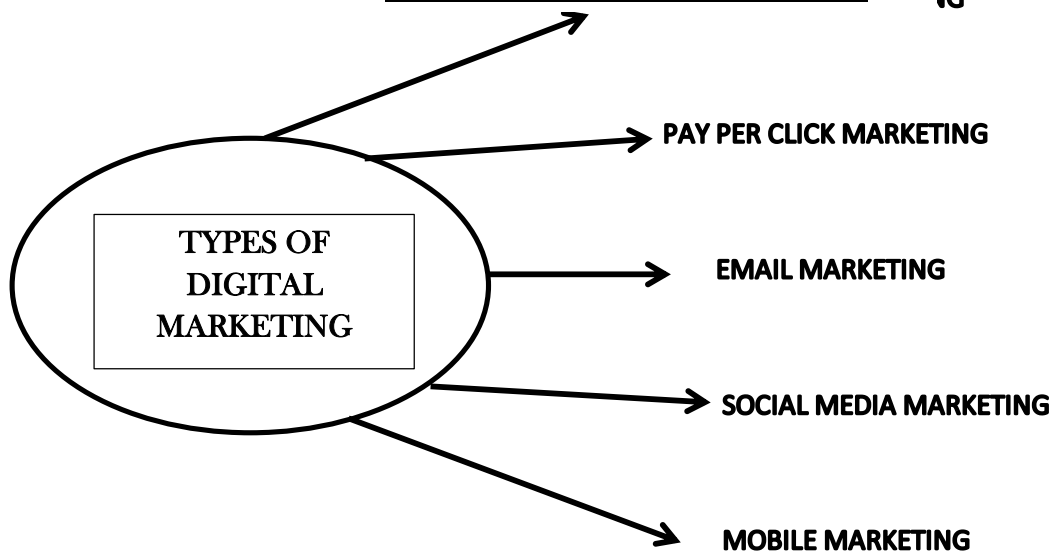 PAY PER CLICK MARKETING
TYPES OF
DIGITAL
MARKETING
EMAIL MARKETING
SOCIAL MEDIA MARKETING
MOBILE MARKETING